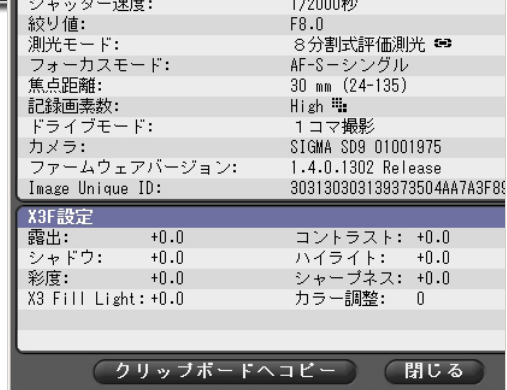 シャッター速度: 1/2000秒
絞り値: F8.0
測光モード: 8分割式評価測光
フォーカスモード: AF-S-シングル
焦点距離: 30 mm (24-135)
記録画素数: High
ドライブモード: 1コマ撮影
カメラ: SIGMA SD9 01001975
ファームウェアバージョン: 1.4.0.1302 Release
Image Unique ID: 303130303139373504AA7A3F89
X3F設定
露出: +0.0 コントラスト: +0.0
シャドウ: +0.0 ハイライト: +0.0
彩度: +0.0 シャープネス: +0.0
X3 Fill Light: +0.0 カラー調整: 0
クリップボードへコピー 閉じる